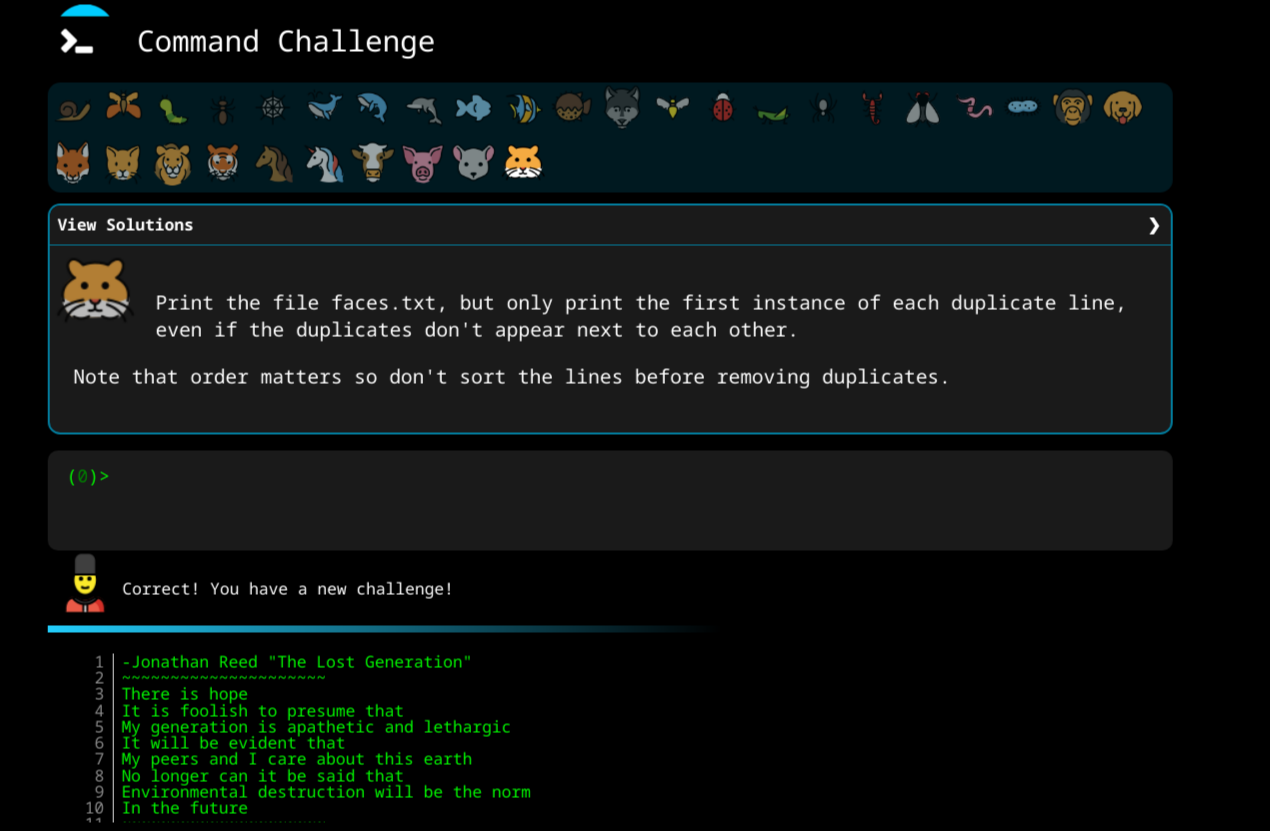 Command Challenge
View Solutions
Print the file faces.txt, but only print the first instance of each duplicate line,
even if the duplicates don't appear next to each other.
Note that order matters so don't sort the lines before removing duplicates.
(0)>
Correct! You have a new challenge!
1 -Jonathan Reed "The Lost Generation"
2 ~~~~~~~~~~~~~~~~~~~~~
3 There is hope
4 It is foolish to presume that
5 My generation is apathetic and lethargic
6 It will be evident that
7 My peers and I care about this earth
8 No longer can it be said that
9 Environmental destruction will be the norm
10 In the future
11